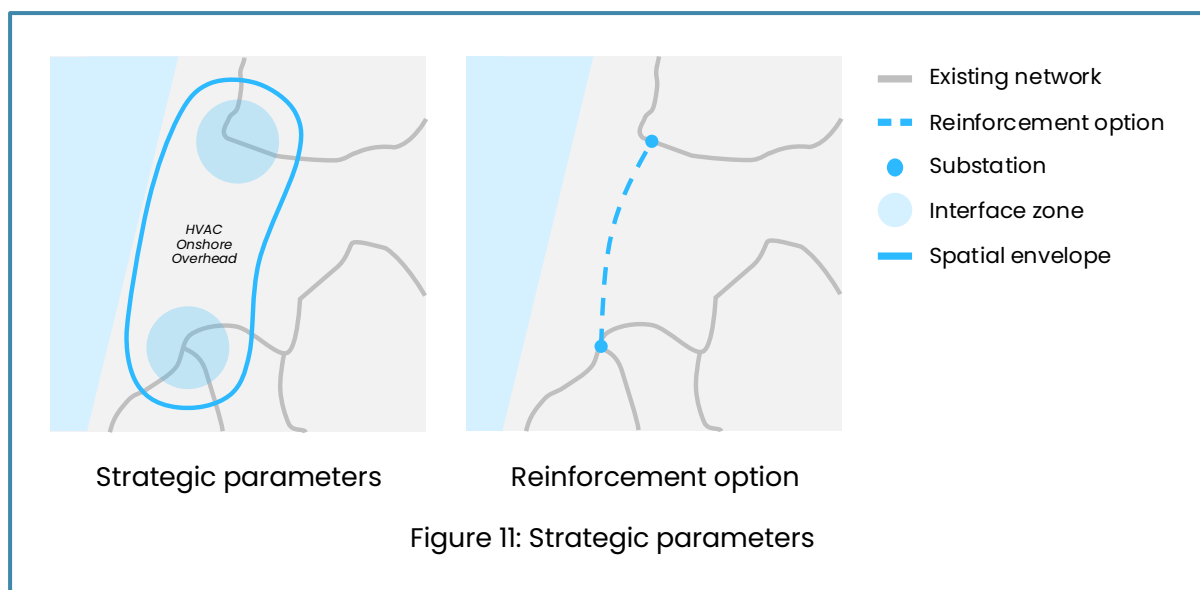 HVAC
Onshore
Overhead
Existing network
Reinforcement option
Substation
Interface zone
Spatial envelope
Strategic parameters
Reinforcement option
Figure 11: Strategic parameters